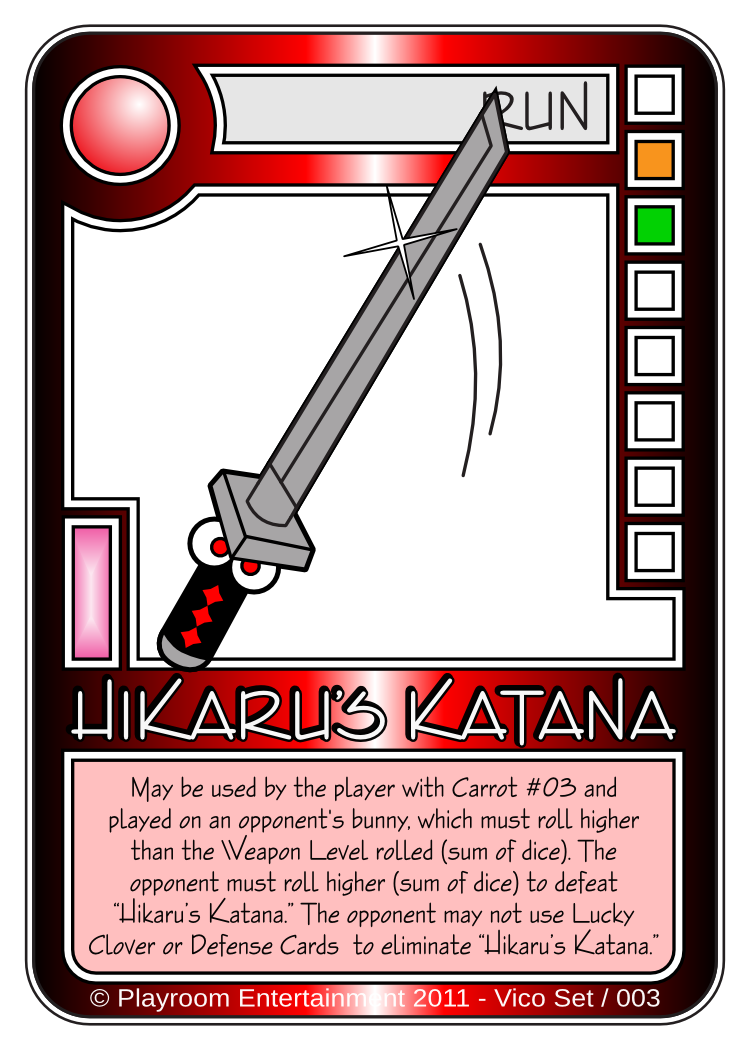 RUN
HIKARU'S KATANA
May be used by the player with Carrot #03 and
played on an opponent's bunny, which must roll higher
than the Weapon Level rolled (sum of dice). The
opponent must roll higher (sum of dice) to defeat
“Hikaru's Katana.” The opponent may not use Lucky
Clover or Defense Cards to eliminate “Hikaru's Katana.”
© Playroom Entertainment 2011 - Vico Set / 003